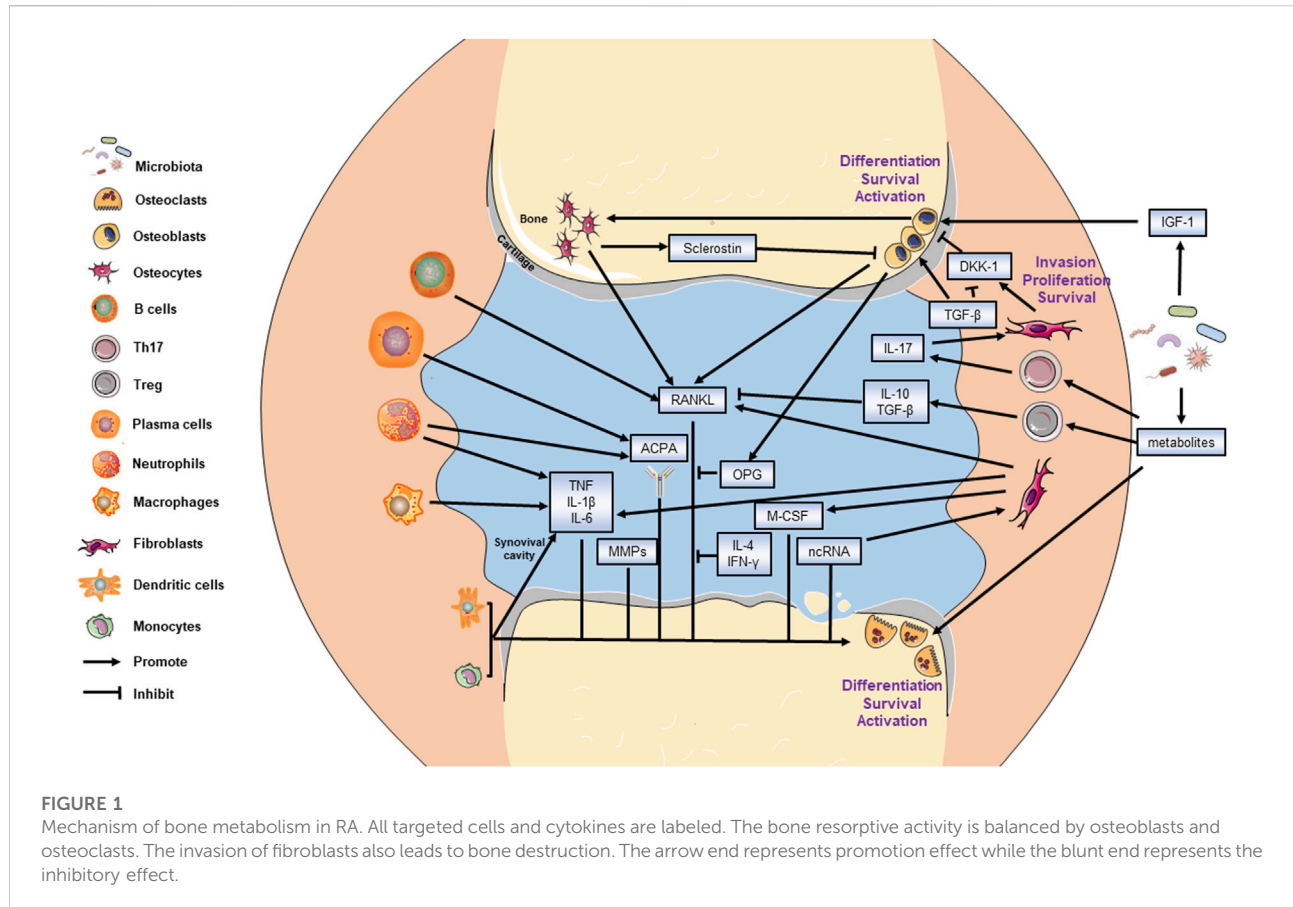 Microbiota
Osteoclasts
Osteoblasts
Osteocytes
B cells
Th17
Treg
Plasma cells
Neutrophils
Macrophages
Fibroblasts
Dendritic cells
Monocytes
Promote
Inhibit
Bone
Cartilage
Sclerostin
Differentiation
Survival
Activation
IGF-1
DKK-1
Invasion
Proliferation
Survival
TGF-β
IL-17
RANKL
IL-10
TGF-β
metabolites
ACPA
OPG
TNF
IL-1β
IL-6
M-CSF
Synovival
cavity
MMPs
IL-4
IFN-γ
ncRNA
Differentiation
Survival
Activation
FIGURE 1
Mechanism of bone metabolism in RA. All targeted cells and cytokines are labeled. The bone resorptive activity is balanced by osteoblasts and
osteoclasts. The invasion of fibroblasts also leads to bone destruction. The arrow end represents promotion effect while the blunt end represents the
inhibitory effect.